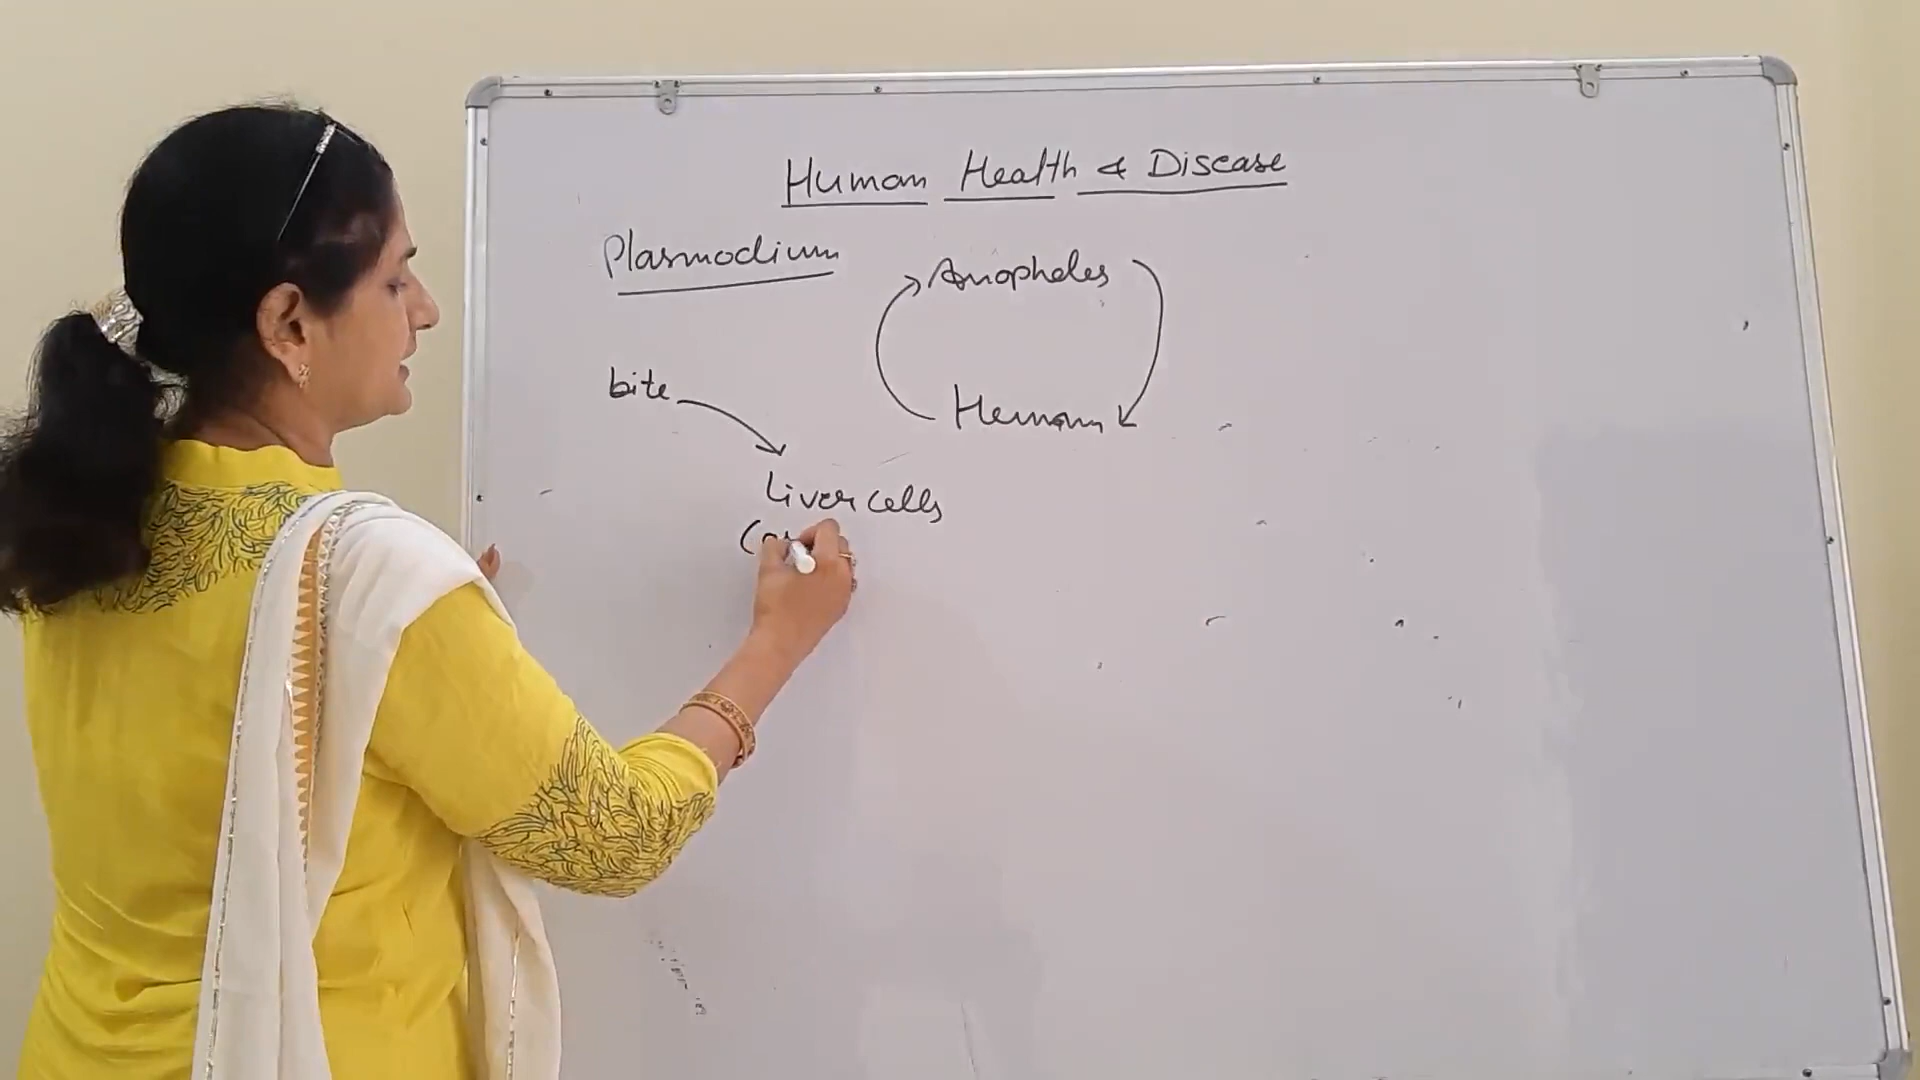 Human Health & Disease
Plasmodium
Anopheles
bite
Human
Liver cells